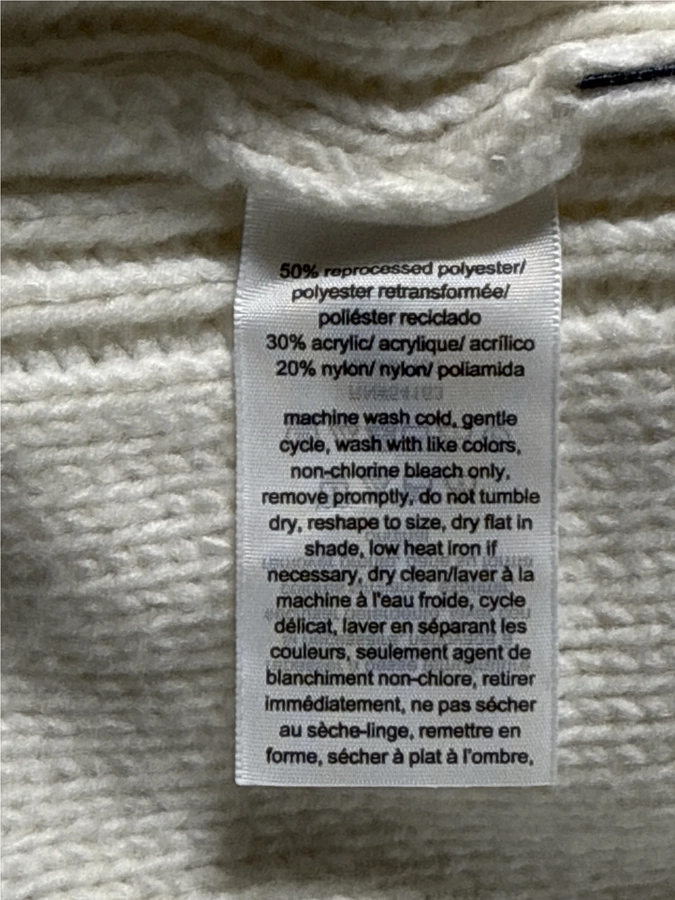 50% reprocessed polyester/
polyester retransformée/
poliéster reciclado
30% acrylic/ acrylique/ acrílico
20% nylon/ nylon/ poliamida
machine wash cold, gentle
cycle, wash with like colors,
non-chlorine bleach only,
remove promptly, do not tumble
dry, reshape to size, dry flat in
shade, low heat iron if
necessary, dry clean/laver à la
machine à l'eau froide, cycle
délicat, laver en séparant les
couleurs, seulement agent de
blanchiment non-chlore, retirer
immédiatement, ne pas sécher
au sèche-linge, remettre en
forme, sécher à plat à l'ombre,